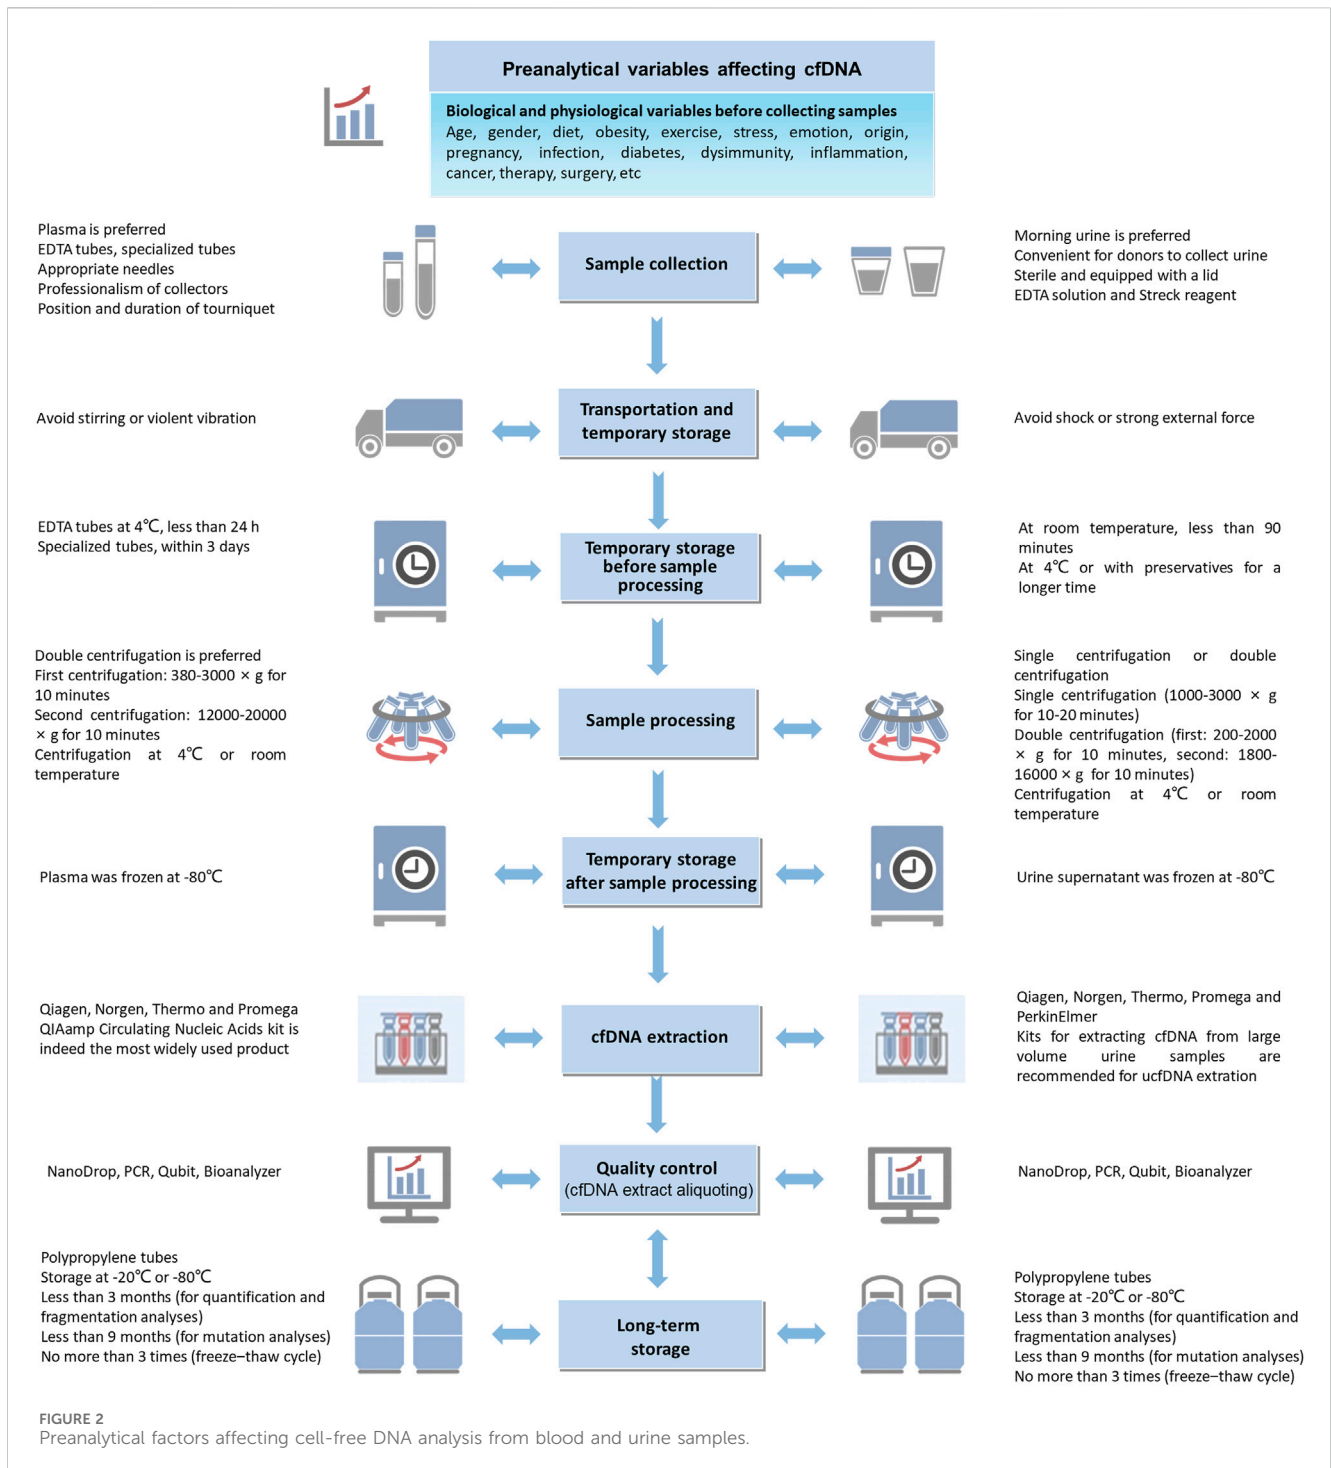 Preanalytical variables affecting cfDNA
Biological and physiological variables before collecting samples
Age, gender, diet, obesity, exercise, stress, emotion, origin,
pregnancy, infection, diabetes, dysimmunity, inflammation,
cancer, therapy, surgery, etc
Plasma is preferred
EDTA tubes, specialized tubes
Appropriate needles
Professionalism of collectors
Position and duration of tourniquet
Sample collection
Morning urine is preferred
Convenient for donors to collect urine
Sterile and equipped with a lid
EDTA solution and Streck reagent
Avoid stirring or violent vibration
Transportation and
temporary storage
Avoid shock or strong external force
EDTA tubes at 4℃, less than 24 h
Specialized tubes, within 3 days
Temporary storage
before sample
processing
At room temperature, less than 90
minutes
At 4℃ or with preservatives for a
longer time
Double centrifugation is preferred
First centrifugation: 380-3000 × g for
10 minutes
Second centrifugation: 12000-20000
× g for 10 minutes
Centrifugation at 4℃ or room
temperature
Sample processing
Single centrifugation or double
centrifugation
Single centrifugation (1000-3000 × g
for 10-20 minutes)
Double centrifugation (first: 200-2000
× g for 10 minutes, second: 1800-
16000 × g for 10 minutes)
Centrifugation at 4℃ or room
temperature
Plasma was frozen at -80℃
Temporary storage
after sample processing
Urine supernatant was frozen at -80℃
Qiagen, Norgen, Thermo and Promega
QIAamp Circulating Nucleic Acids kit is
indeed the most widely used product
cfDNA extraction
Qiagen, Norgen, Thermo, Promega and
PerkinElmer
Kits for extracting cfDNA from large
volume urine samples are
recommended for ucfDNA extration
NanoDrop, PCR, Qubit, Bioanalyzer
Quality control
(cfDNA extract aliquoting)
NanoDrop, PCR, Qubit, Bioanalyzer
Polypropylene tubes
Storage at -20℃ or -80℃
Less than 3 months (for quantification and
fragmentation analyses)
Less than 9 months (for mutation analyses)
No more than 3 times (freeze–thaw cycle)
Long-term
storage
Polypropylene tubes
Storage at -20℃ or -80℃
Less than 3 months (for quantification and
fragmentation analyses)
Less than 9 months (for mutation analyses)
No more than 3 times (freeze–thaw cycle)
FIGURE 2
Preanalytical factors affecting cell-free DNA analysis from blood and urine samples.